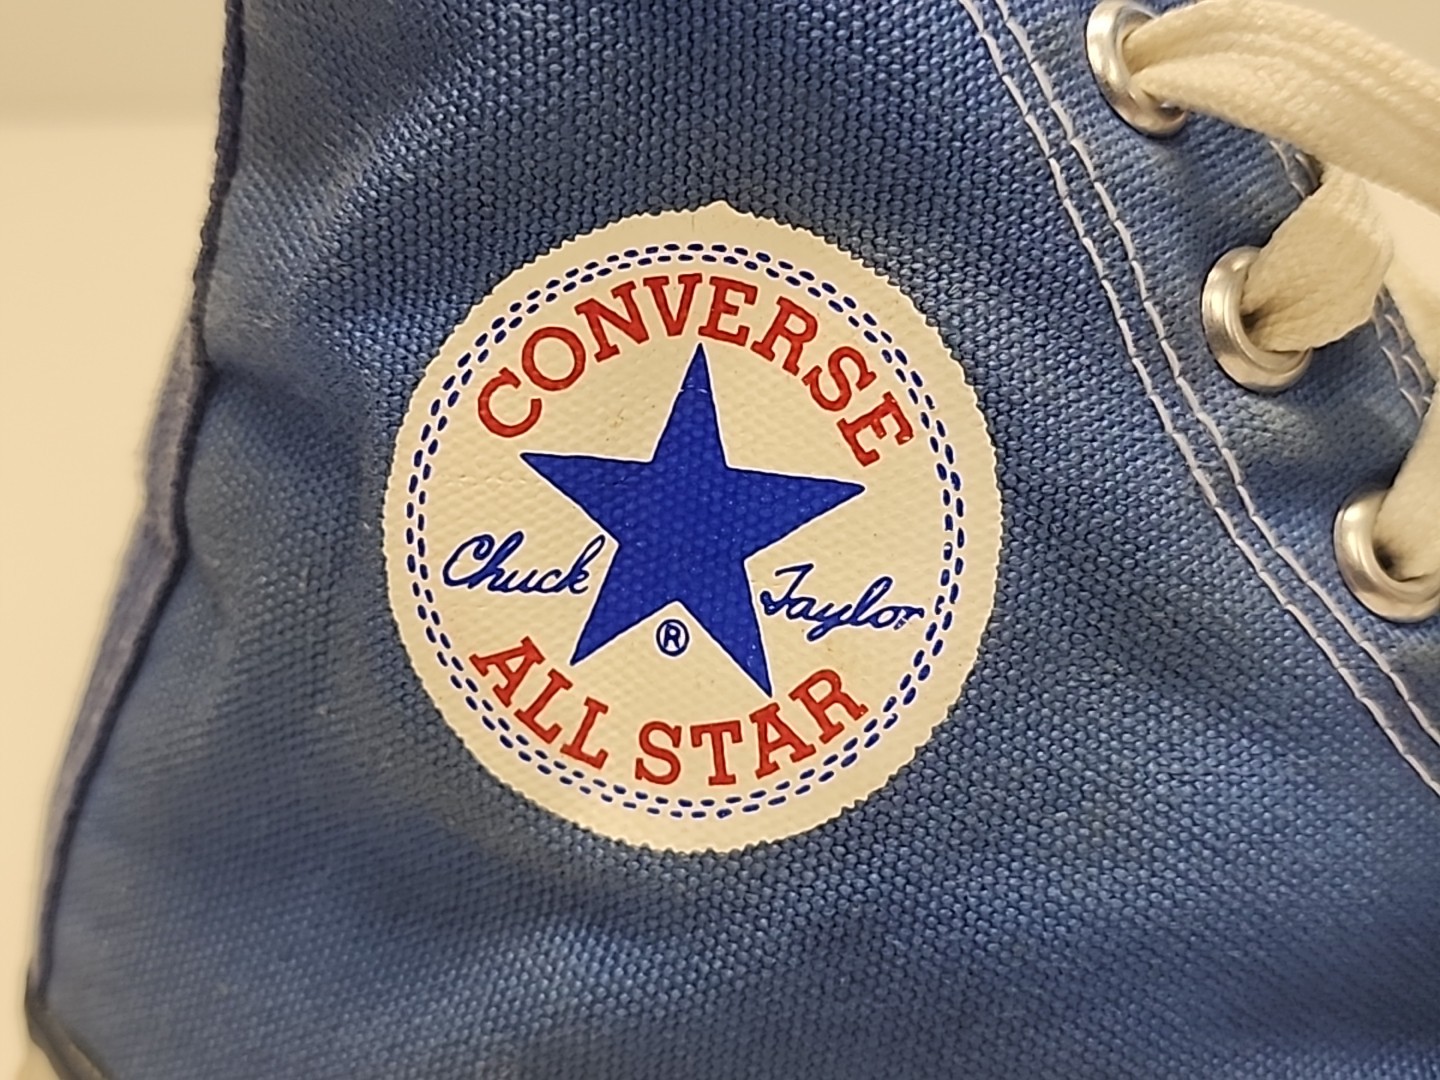 CONVERSE
Chuck Taylor
®
ALL STAR